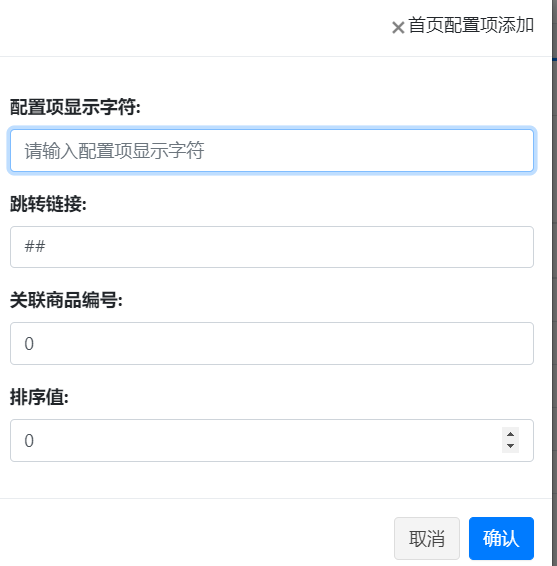 ×首页配置项添加
配置项显示字符:
请输入配置项显示字符
跳转链接:
##
关联商品编号:
0
排序值:
0
取消 确认